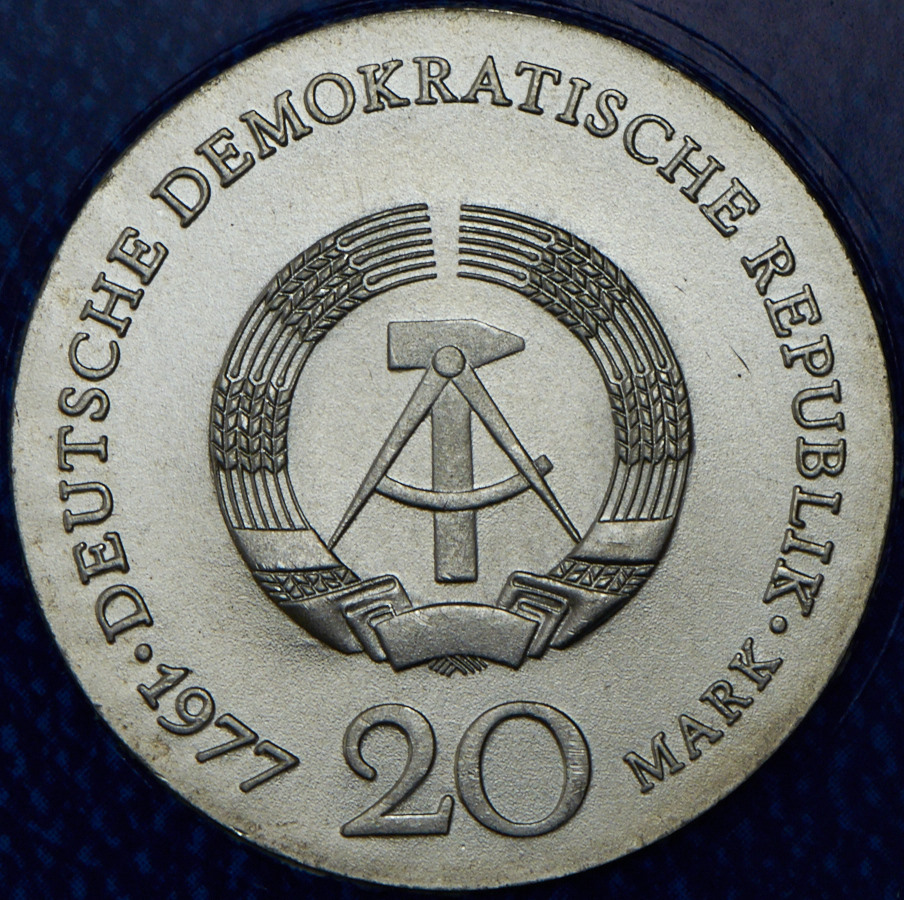 · DEUTSCHE DEMOKRATISCHE REPUBLIK ·
1977
20
MARK